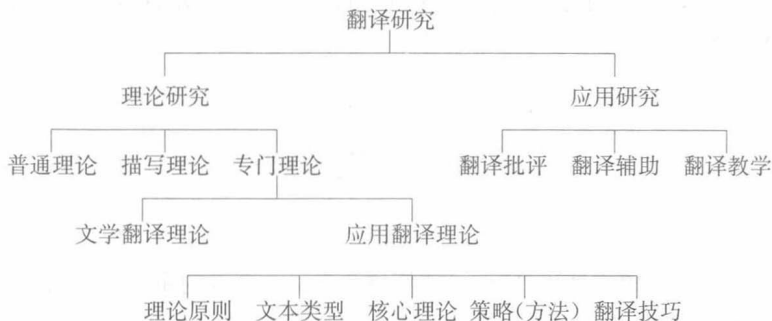 翻译研究
理论研究 应用研究
普通理论 描写理论 专门理论 翻译批评 翻译辅助 翻译教学
文学翻译理论 应用翻译理论
理论原则 文本类型 核心理论 策略(方法) 翻译技巧